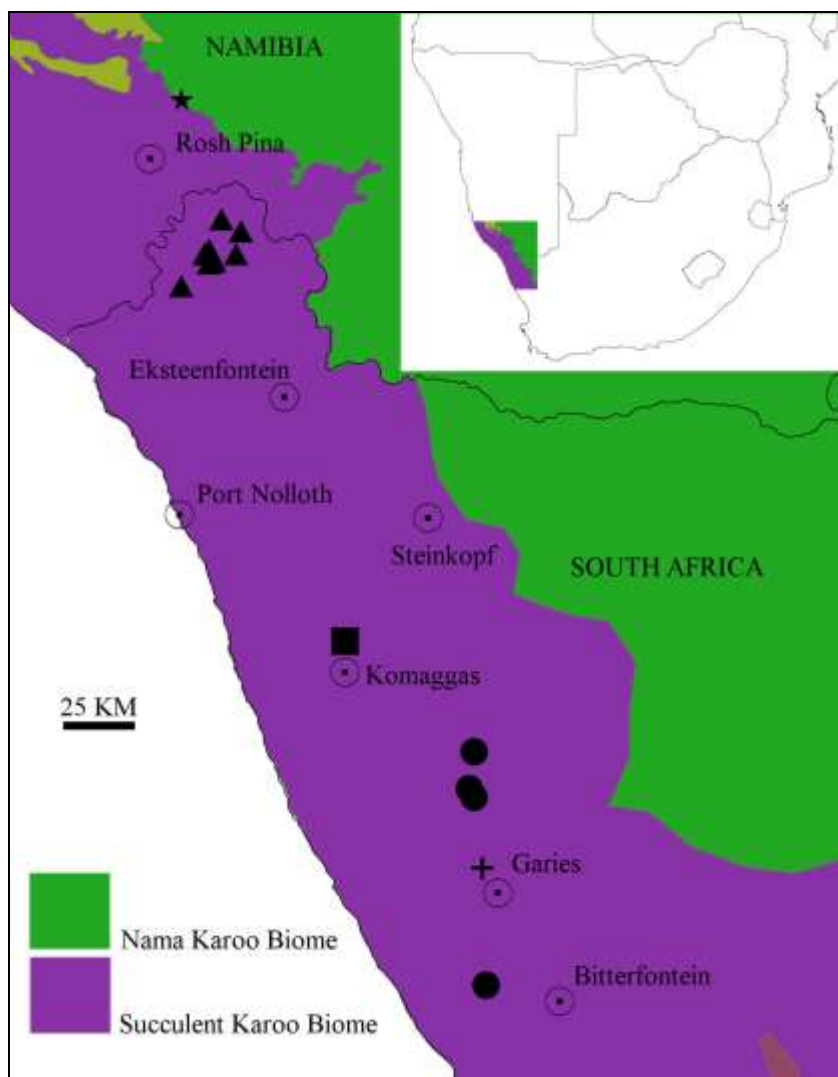 NAMIBIA
Rosh Pina
Eksteenfontein
Port Nolloth
Steinkopf
SOUTH AFRICA
Komaggas
25 KM
Garies
Nama Karoo Biome
Bitterfontein
Succulent Karoo Biome